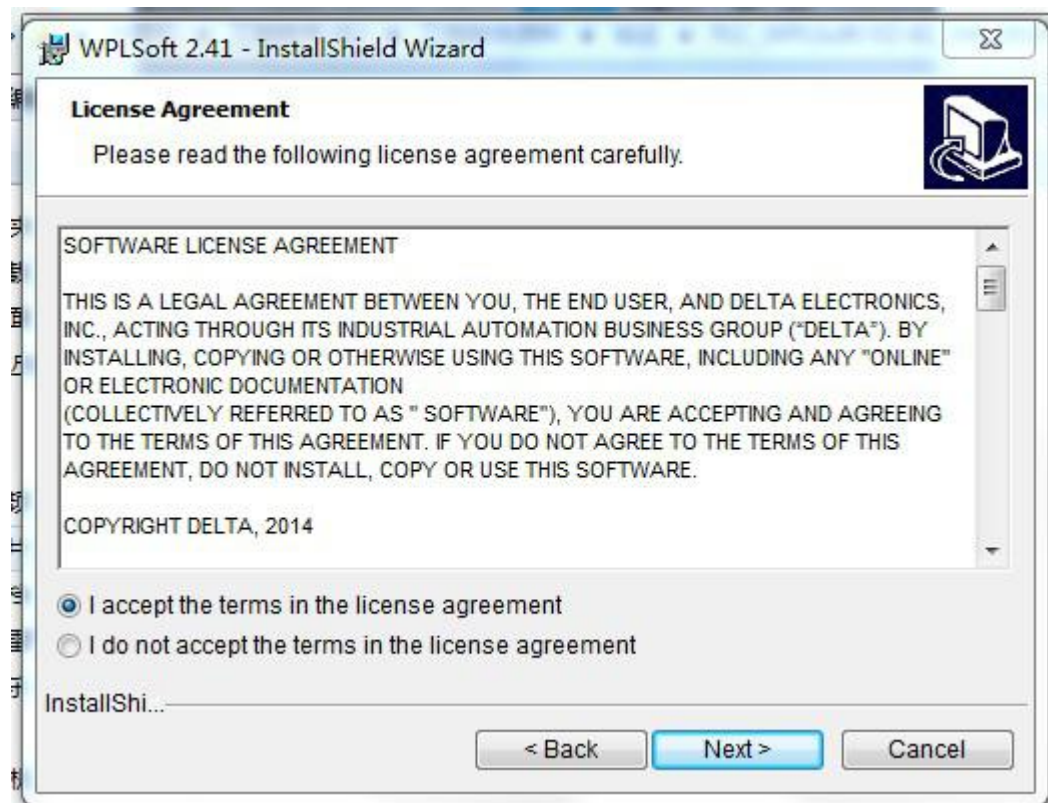 WPLSoft 2.41 - InstallShield Wizard
License Agreement
Please read the following license agreement carefully.
SOFTWARE LICENSE AGREEMENT
THIS IS A LEGAL AGREEMENT BETWEEN YOU, THE END USER, AND DELTA ELECTRONICS,
INC., ACTING THROUGH ITS INDUSTRIAL AUTOMATION BUSINESS GROUP ("DELTA"). BY
INSTALLING, COPYING OR OTHERWISE USING THIS SOFTWARE, INCLUDING ANY "ONLINE"
OR ELECTRONIC DOCUMENTATION
(COLLECTIVELY REFERRED TO AS " SOFTWARE"), YOU ARE ACCEPTING AND AGREEING
TO THE TERMS OF THIS AGREEMENT. IF YOU DO NOT AGREE TO THE TERMS OF THIS
AGREEMENT, DO NOT INSTALL, COPY OR USE THIS SOFTWARE.
COPYRIGHT DELTA, 2014
I accept the terms in the license agreement
I do not accept the terms in the license agreement
InstallShi...
< Back
Next >
Cancel